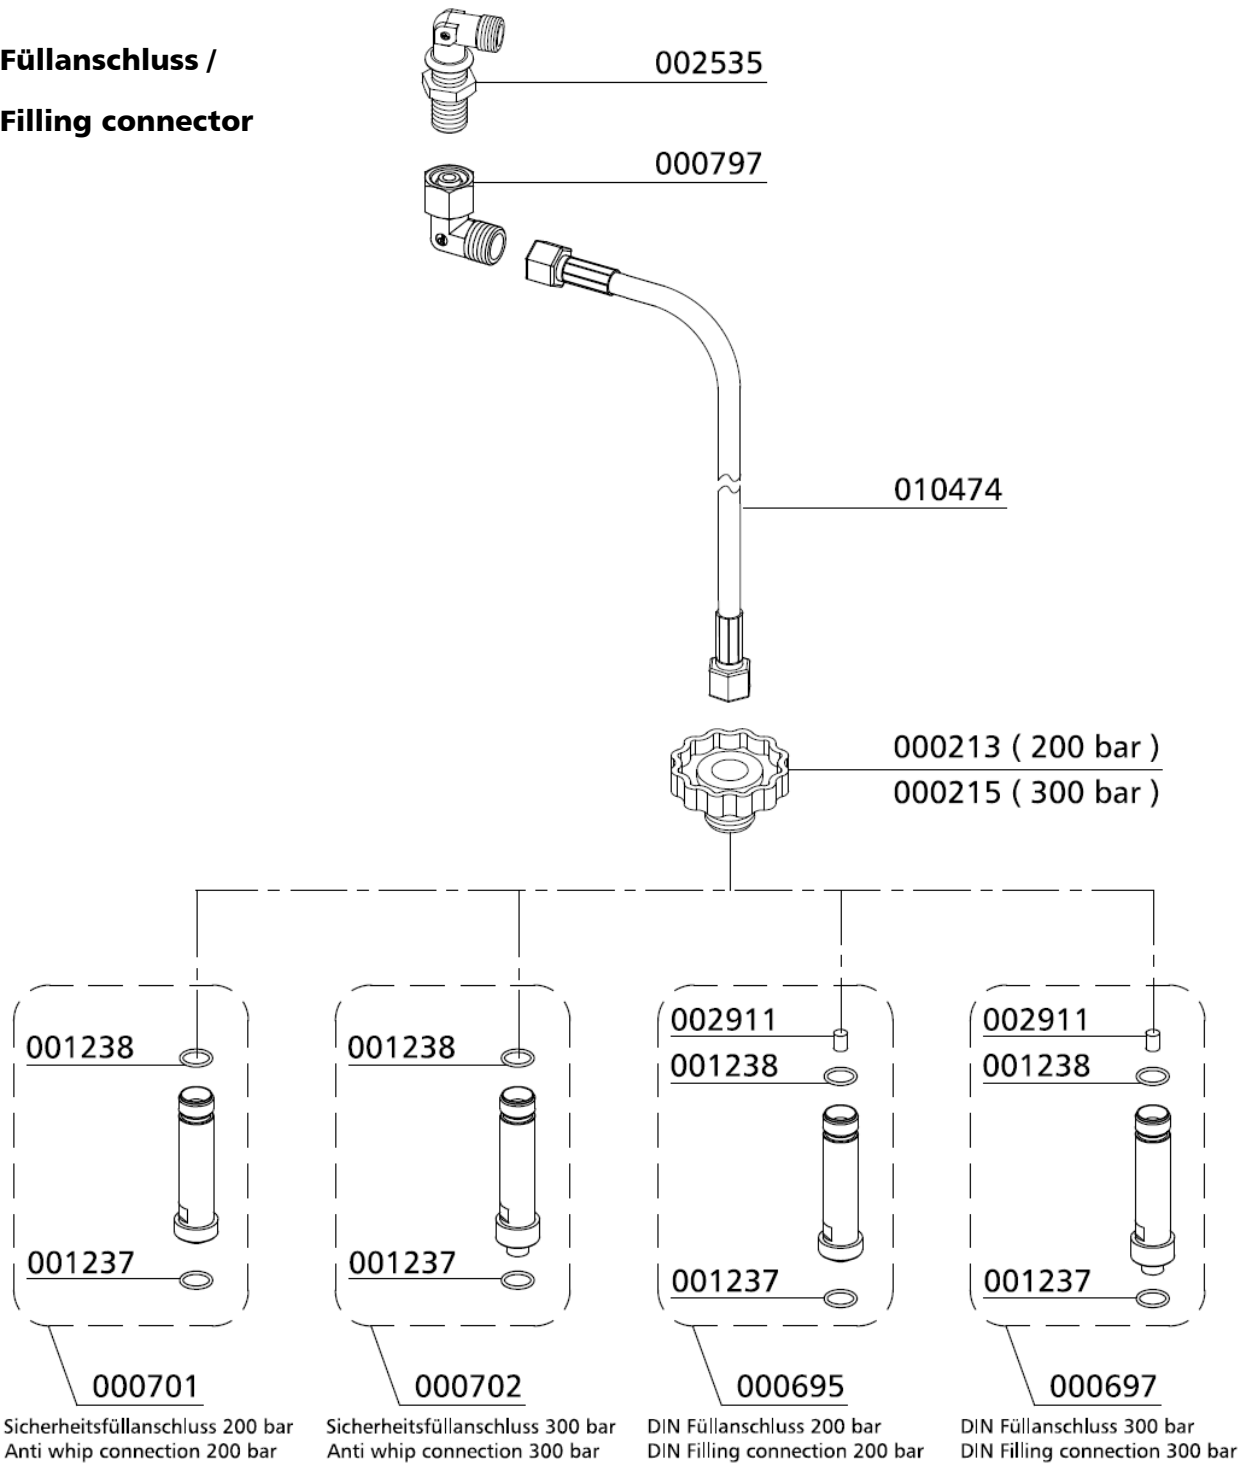 Füllanschluss /
Filling connector
002535
000797
010474
000213 ( 200 bar )
000215 ( 300 bar )
001238
001237
000701
Sicherheitsfüllanschluss 200 bar
Anti whip connection 200 bar
001238
001237
000702
Sicherheitsfüllanschluss 300 bar
Anti whip connection 300 bar
002911
001238
001237
000695
DIN Füllanschluss 200 bar
DIN Filling connection 200 bar
002911
001238
001237
000697
DIN Füllanschluss 300 bar
DIN Filling connection 300 bar